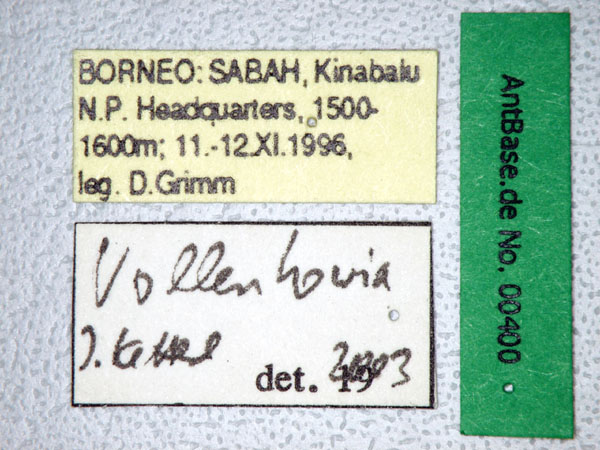 BORNEO: SABAH, Kinabalu
N.P. Headquarters, 1500-
1600m; 11.-12.XI.1996,
leg. D.Grimm
Vollenhovia
det. 2003
AntBase.de No. 00400